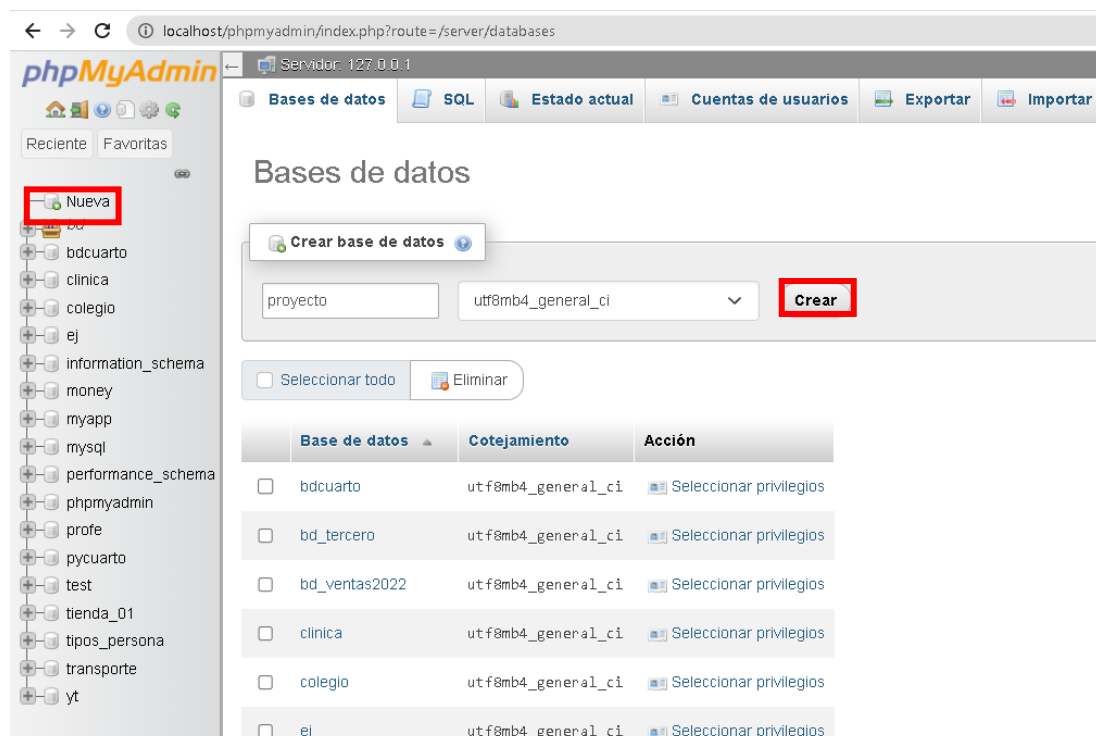 localhost/phpmyadmin/index.php?route=/server/databases
phpMyAdmin
Reciente Favoritas
Nueva
bd
bdcuarto
clinica
colegio
ej
information_schema
money
myapp
mysql
performance_schema
phpmyadmin
profe
pycuarto
test
tienda_01
tipos_persona
transporte
yt
Servidor: 127.0.0.1
Bases de datos SQL Estado actual Cuentas de usuarios Exportar Importar
Bases de datos
Crear base de datos
proyecto utf8mb4_general_ci Crear
Seleccionar todo Eliminar
Base de datos Cotejamiento Acción
bdcuarto utf8mb4_general_ci Seleccionar privilegios
bd_tercero utf8mb4_general_ci Seleccionar privilegios
bd_ventas2022 utf8mb4_general_ci Seleccionar privilegios
clinica utf8mb4_general_ci Seleccionar privilegios
colegio utf8mb4_general_ci Seleccionar privilegios
ej utf8mb4_general_ci Seleccionar privilegios